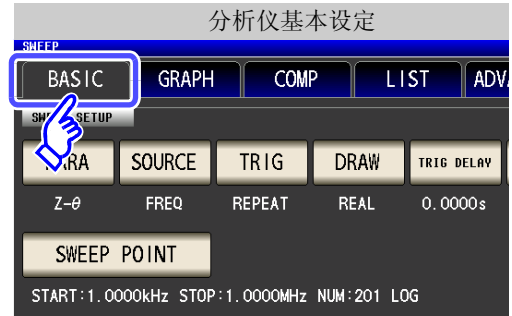 分析仪基本设定
SWEEP
BASIC GRAPH COMP LIST
SETUP
SOURCE TRIG DRAW TRIG DELAY
Z-θ FREQ REPEAT REAL 0.0000s
SWEEP POINT
START:1.0000kHz STOP:1.0000MHz NUM:201 LOG